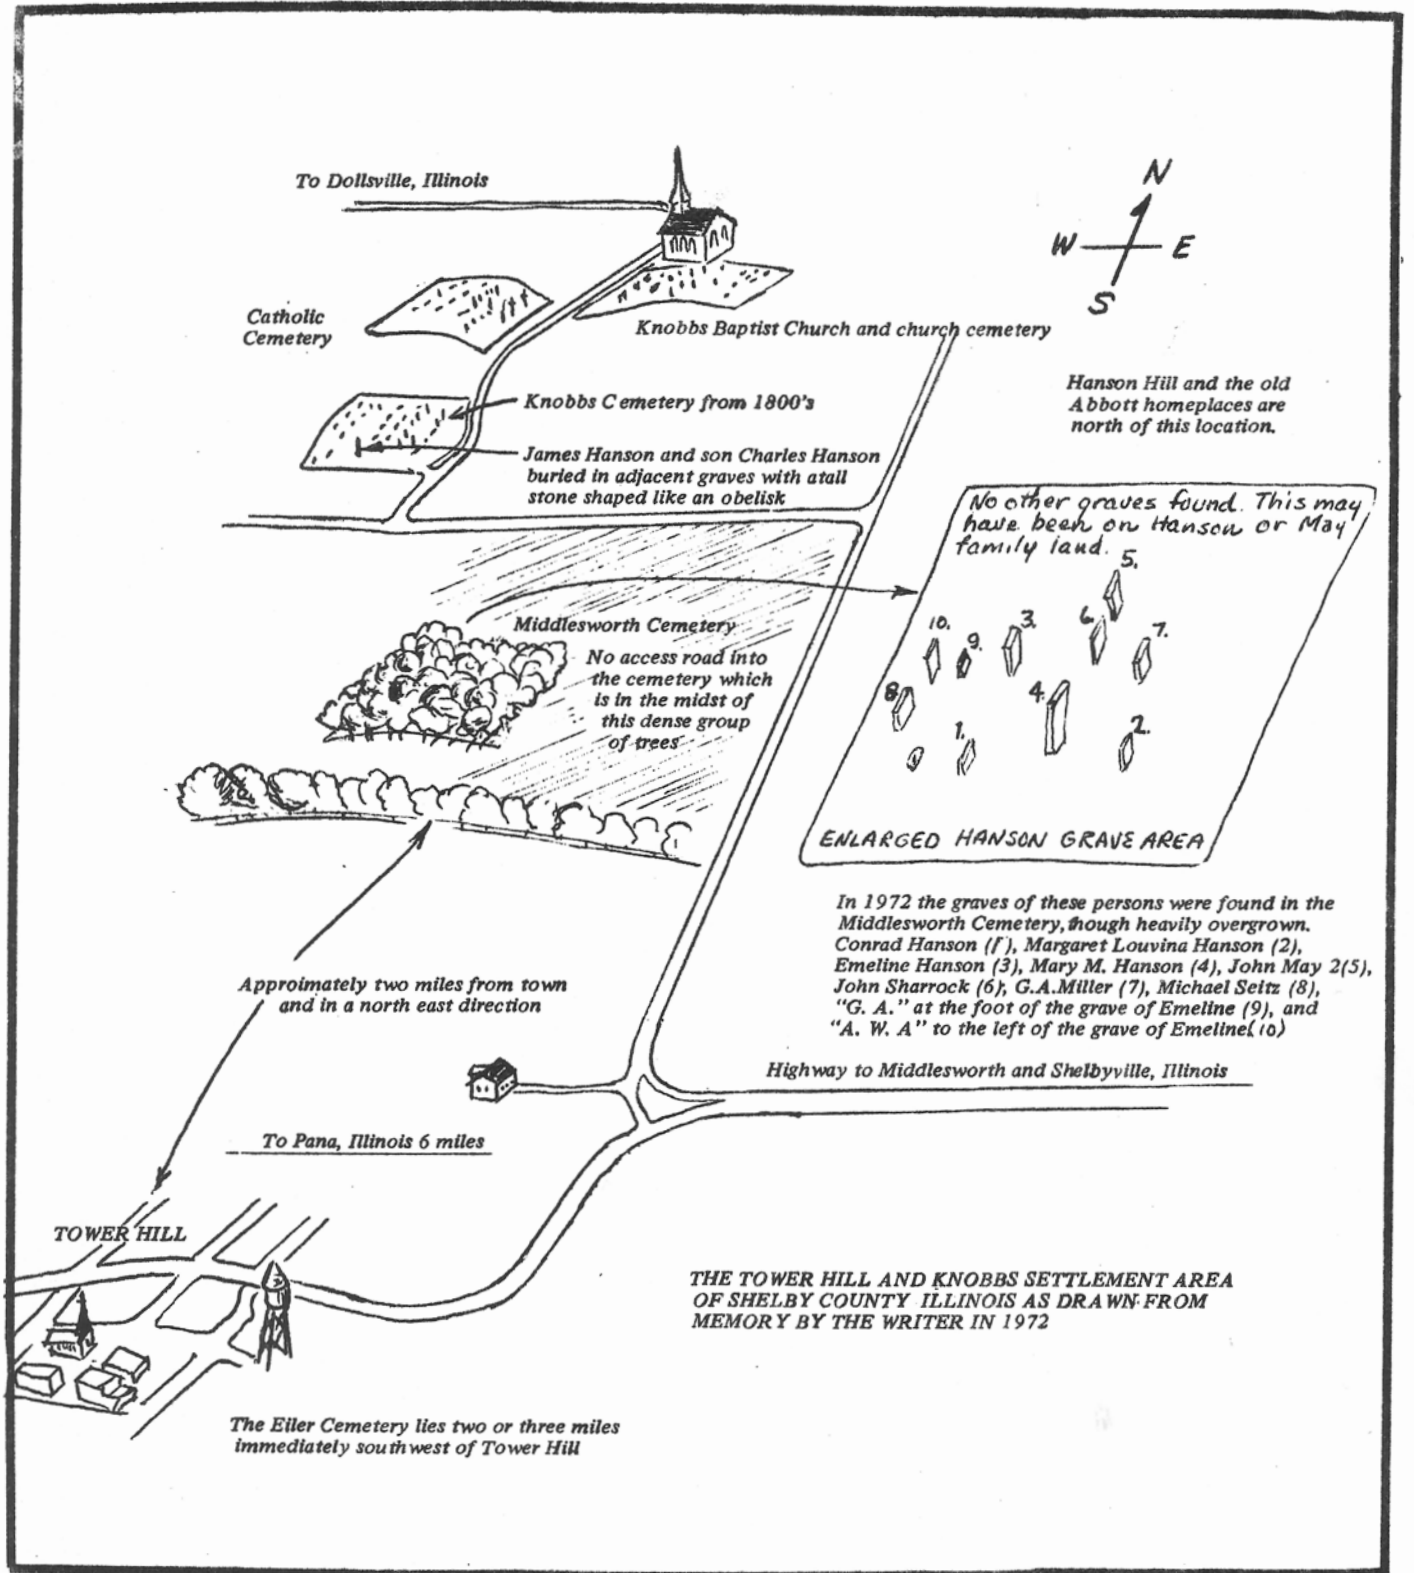 To Dollsville, Illinois
N
W
E
S
Catholic
Cemetery
Knobbs Baptist Church and church cemetery
Hanson Hill and the old
Abbott homeplaces are
north of this location.
Knobbs Cemetery from 1800's
James Hanson and son Charles Hanson
buried in adjacent graves with atall
stone shaped like an obelisk
No other graves found. This may
have been on Hanson or May
family land.
5.
10.
9.
3.
6.
7.
8.
4.
1.
2.
ENLARGED HANSON GRAVE AREA
Middlesworth Cemetery
No access road into
the cemetery which
is in the midst of
this dense group
of trees
In 1972 the graves of these persons were found in the
Middlesworth Cemetery, though heavily overgrown.
Conrad Hanson (1), Margaret Louvina Hanson (2),
Emeline Hanson (3), Mary M. Hanson (4), John May 2(5),
John Sharrock (6), G.A.Miller (7), Michael Seitz (8),
"G. A." at the foot of the grave of Emeline (9), and
"A. W. A" to the left of the grave of Emeline(10)
Approimately two miles from town
and in a north east direction
Highway to Middlesworth and Shelbyville, Illinois
To Pana, Illinois 6 miles
TOWER HILL
THE TOWER HILL AND KNOBBS SETTLEMENT AREA
OF SHELBY COUNTY ILLINOIS AS DRAWN FROM
MEMORY BY THE WRITER IN 1972
The Eiler Cemetery lies two or three miles
immediately southwest of Tower Hill